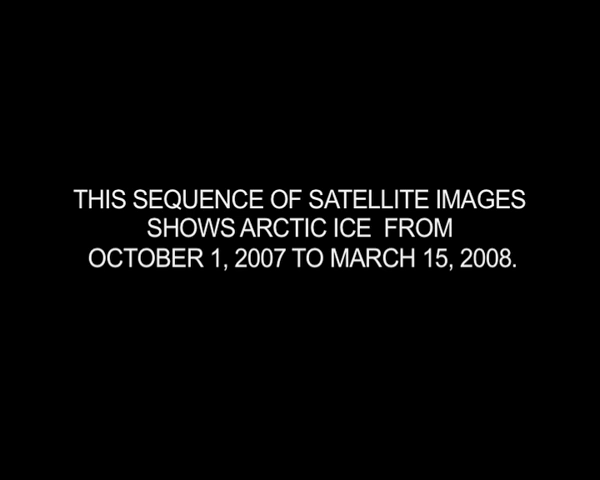 THIS SEQUENCE OF SATELLITE IMAGES
SHOWS ARCTIC ICE  FROM
OCTOBER 1, 2007 TO MARCH 15, 2008.